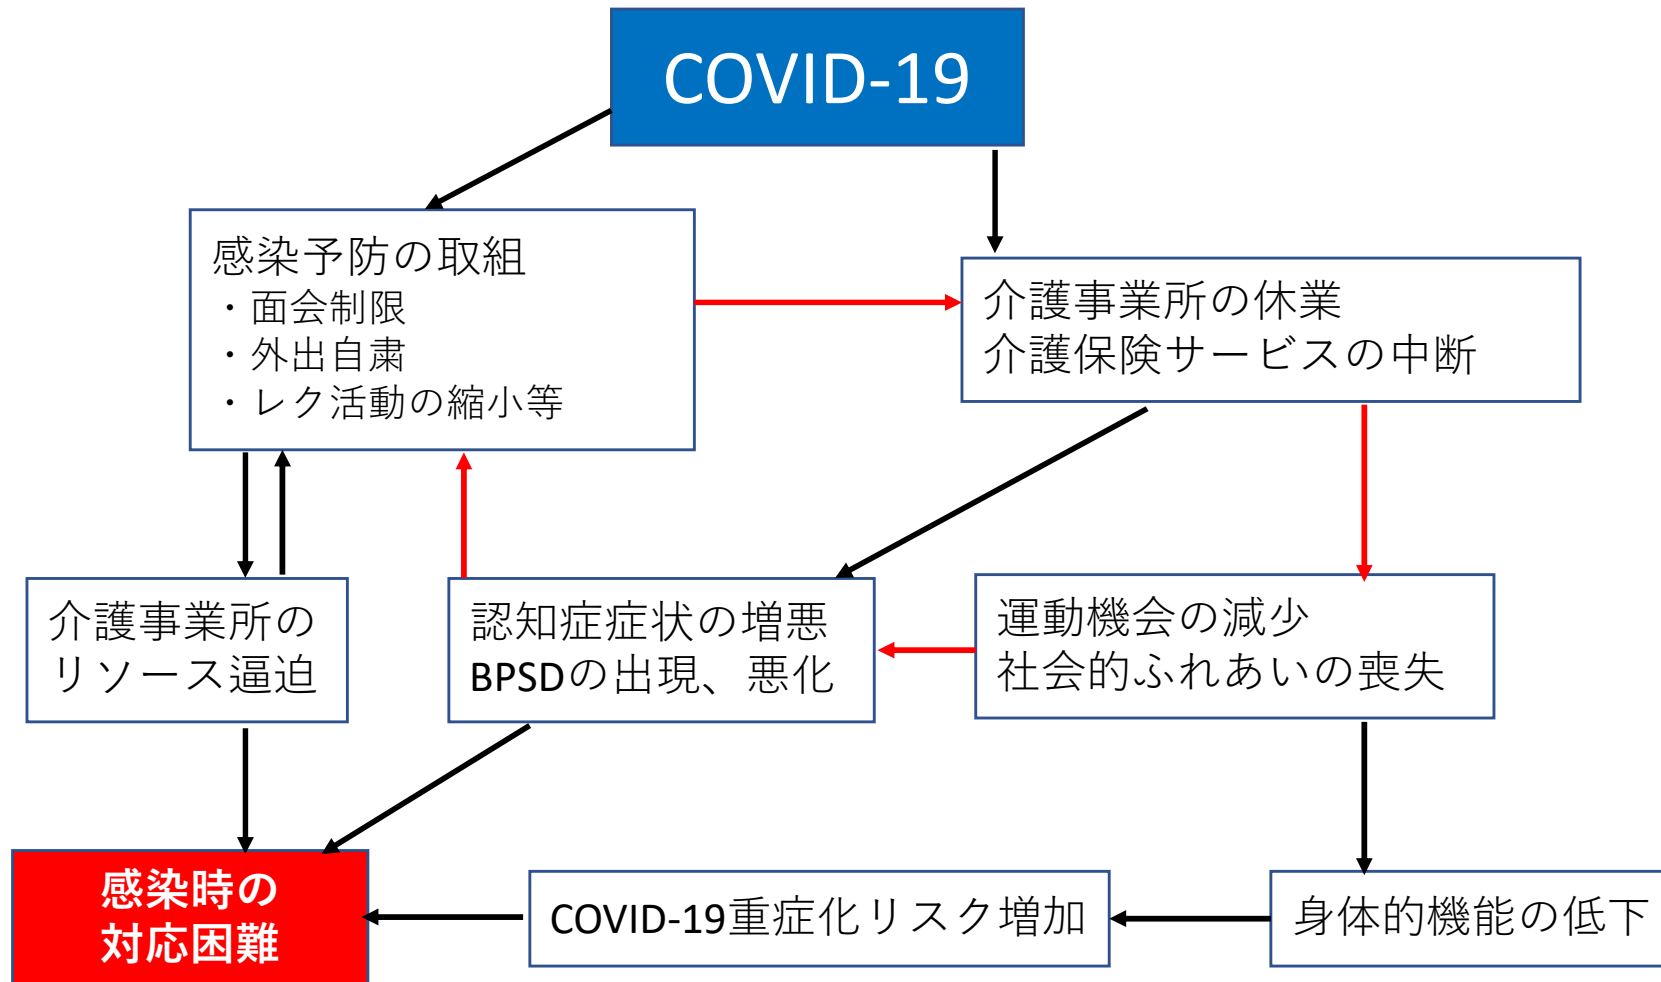 COVID-19
感染予防の取組
・面会制限
・外出自粛
・レク活動の縮小等
介護事業所の休業
介護保険サービスの中断
介護事業所の
リソース逼迫
認知症症状の増悪
BPSDの出現、悪化
運動機会の減少
社会的ふれあいの喪失
感染時の
対応困難
COVID-19重症化リスク増加
身体的機能の低下